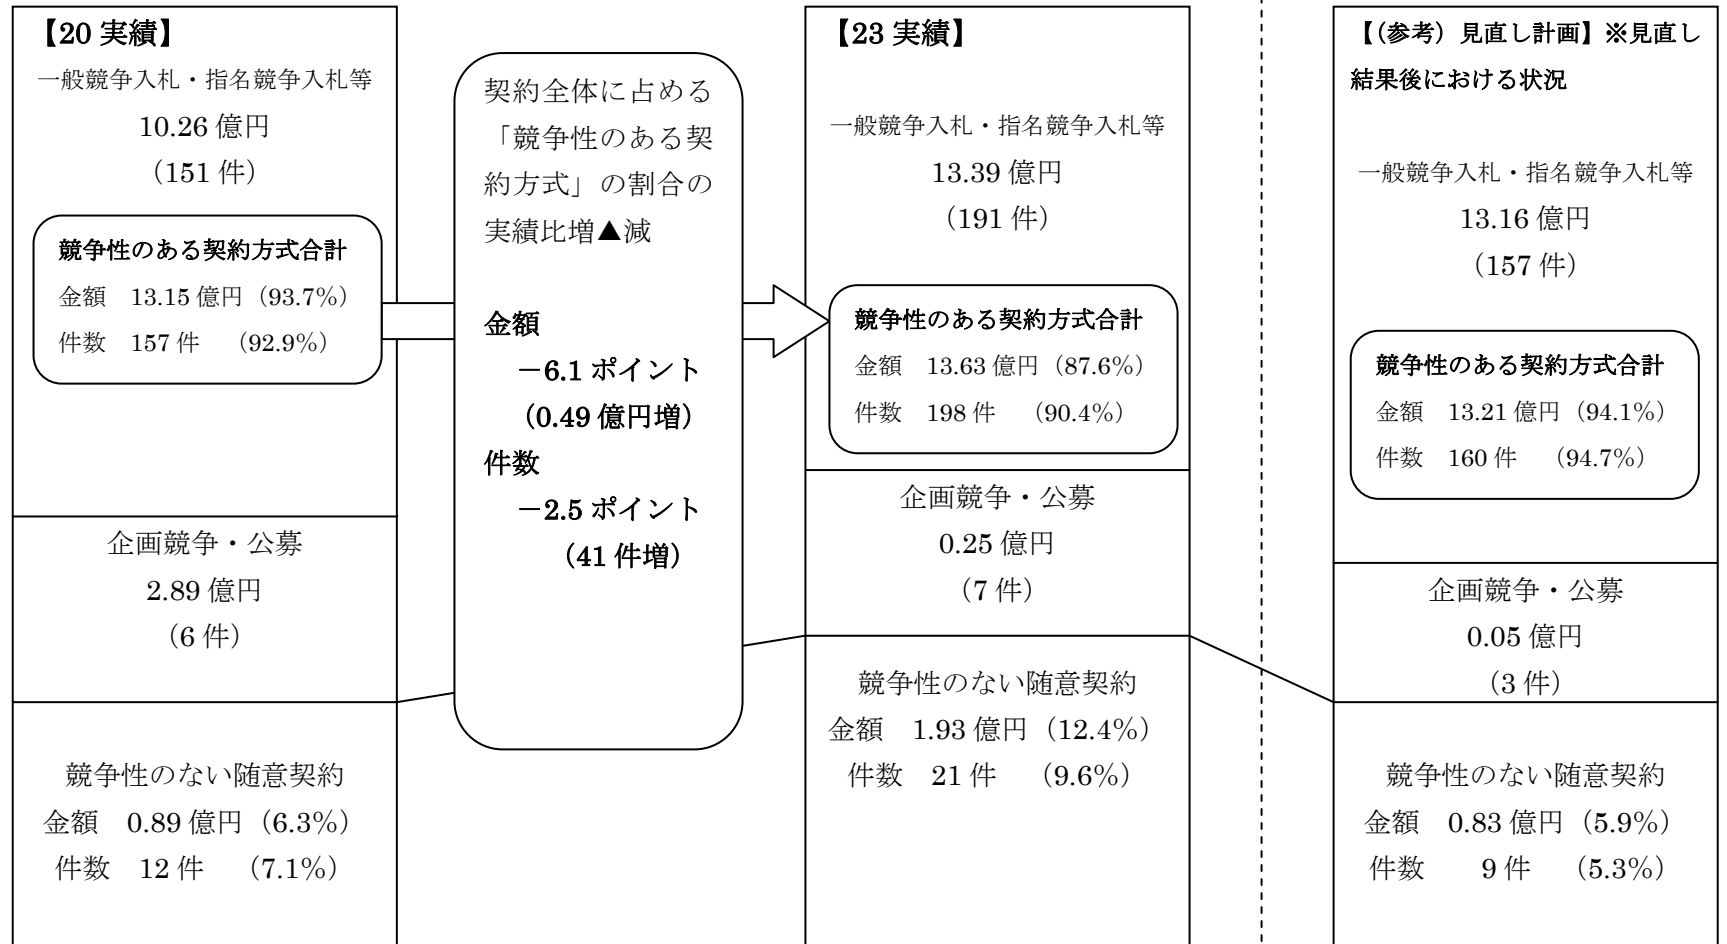 【20 実績】
一般競争入札・指名競争入札等
10.26 億円
（151 件）
競争性のある契約方式合計
金額　13.15 億円（93.7%）
件数　157 件　（92.9%）
企画競争・公募
2.89 億円
（6 件）
競争性のない随意契約
金額　0.89 億円（6.3%）
件数　12 件　（7.1%）
契約全体に占める
「競争性のある契
約方式」の割合の
実績比増▲減
金額
－6.1 ポイント
（0.49 億円増）
件数
－2.5 ポイント
（41 件増）
【23 実績】
一般競争入札・指名競争入札等
13.39 億円
（191 件）
競争性のある契約方式合計
金額　13.63 億円（87.6%）
件数　198 件　（90.4%）
企画競争・公募
0.25 億円
（7 件）
競争性のない随意契約
金額　1.93 億円（12.4%）
件数　21 件　（9.6%）
【（参考）見直し計画】※見直し
結果後における状況
一般競争入札・指名競争入札等
13.16 億円
（157 件）
競争性のある契約方式合計
金額　13.21 億円（94.1%）
件数　160 件　（94.7%）
企画競争・公募
0.05 億円
（3 件）
競争性のない随意契約
金額　0.83 億円（5.9%）
件数　9 件　（5.3%）